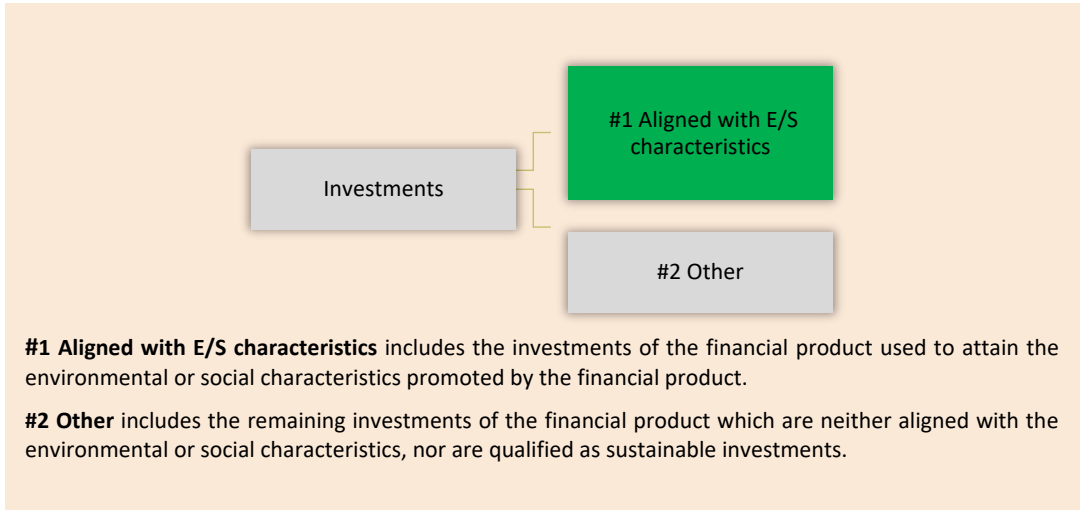 #1 Aligned with E/S
characteristics
Investments
#2 Other
#1 Aligned with E/S characteristics includes the investments of the financial product used to attain the
environmental or social characteristics promoted by the financial product.
#2 Other includes the remaining investments of the financial product which are neither aligned with the
environmental or social characteristics, nor are qualified as sustainable investments.